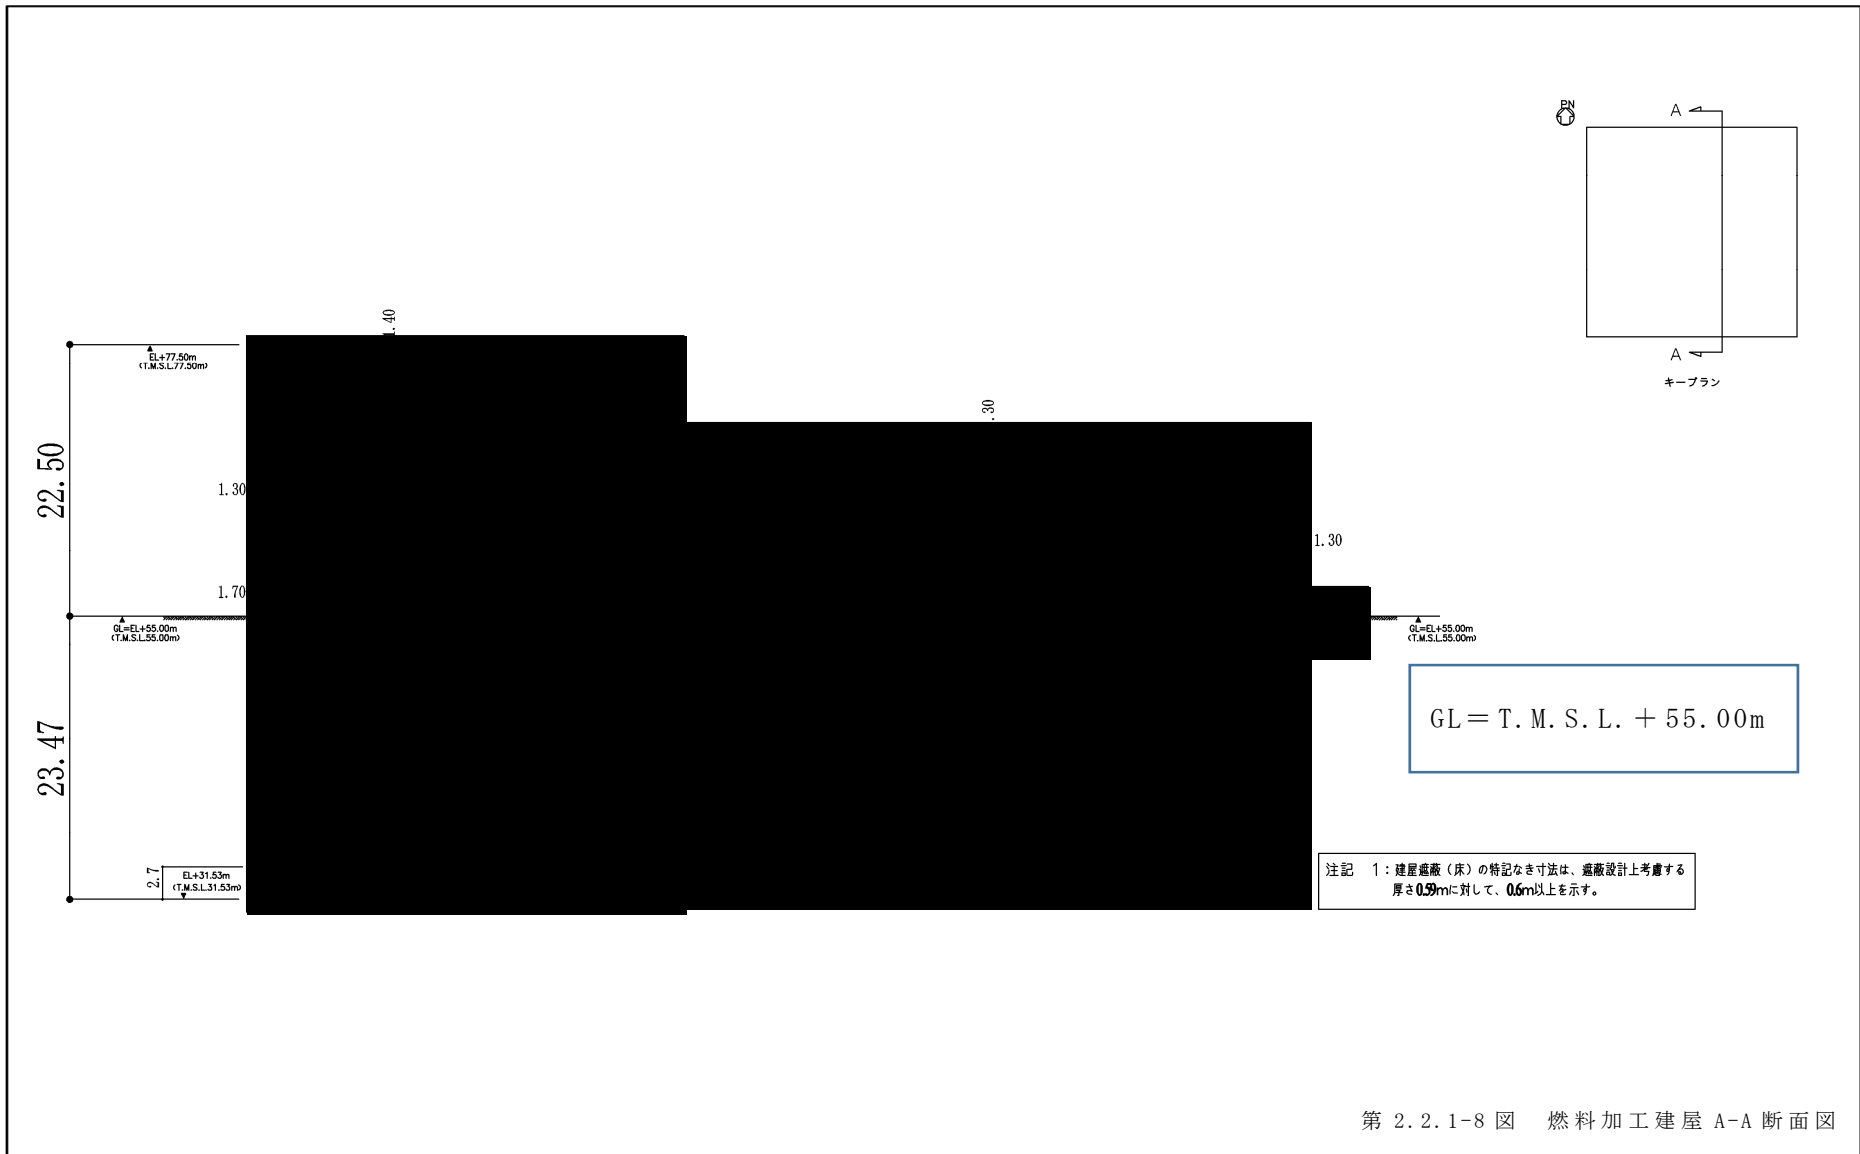 PN
A
A
キープラン
1.40
EL+77.50m
(T.M.S.L.77.50m)
.30
22.50
1.30
1.30
1.70
GL=EL+55.00m
(T.M.S.L.55.00m)
GL=EL+55.00m
(T.M.S.L.55.00m)
GL＝T.M.S.L.＋55.00m
23.47
2.7
EL+31.53m
(T.M.S.L.31.53m)
注記 1：建屋遮蔽（床）の特記なき寸法は、遮蔽設計上考慮する
厚さ0.59mに対して、0.6m以上を示す。
第 2.2.1-8 図 燃料加工建屋 A-A 断面図